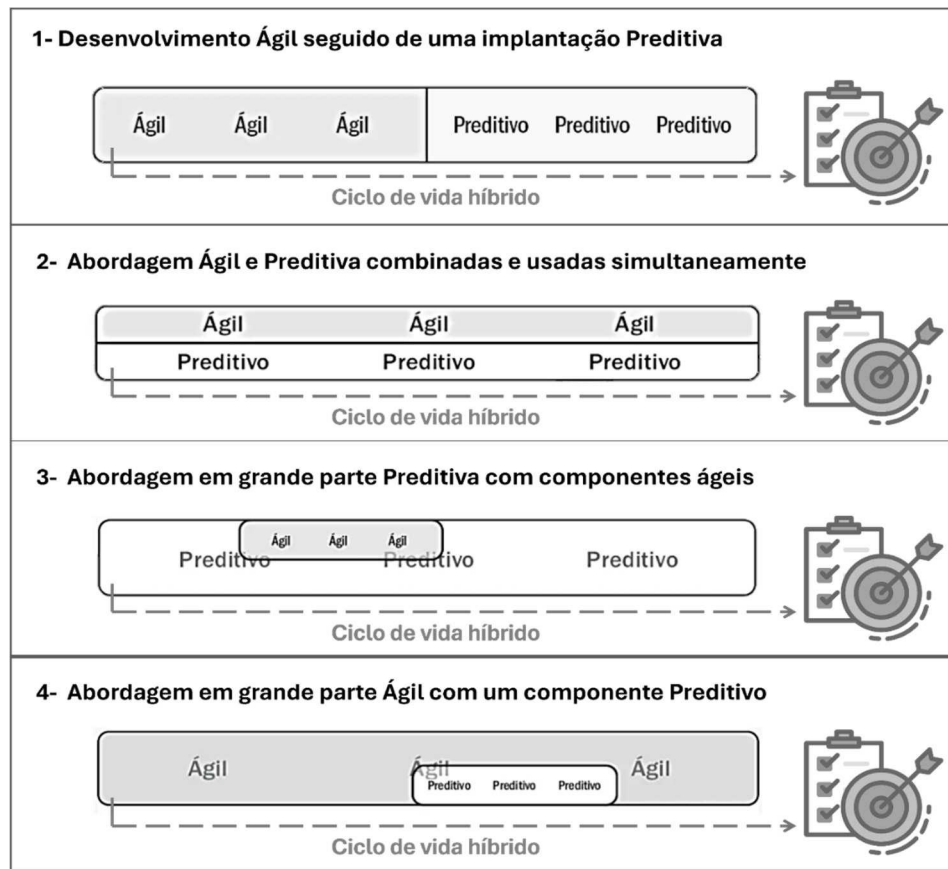 1- Desenvolvimento Ágil seguido de uma implantação Preditiva
Ágil Ágil Ágil Preditivo Preditivo Preditivo
Ciclo de vida híbrido
2- Abordagem Ágil e Preditiva combinadas e usadas simultaneamente
Ágil Ágil Ágil
Preditivo Preditivo Preditivo
Ciclo de vida híbrido
3- Abordagem em grande parte Preditiva com componentes ágeis
Ágil Ágil Ágil
Preditivo Preditivo Preditivo
Ciclo de vida híbrido
4- Abordagem em grande parte Ágil com um componente Preditivo
Ágil Ágil Ágil
Preditivo Preditivo Preditivo
Ciclo de vida híbrido